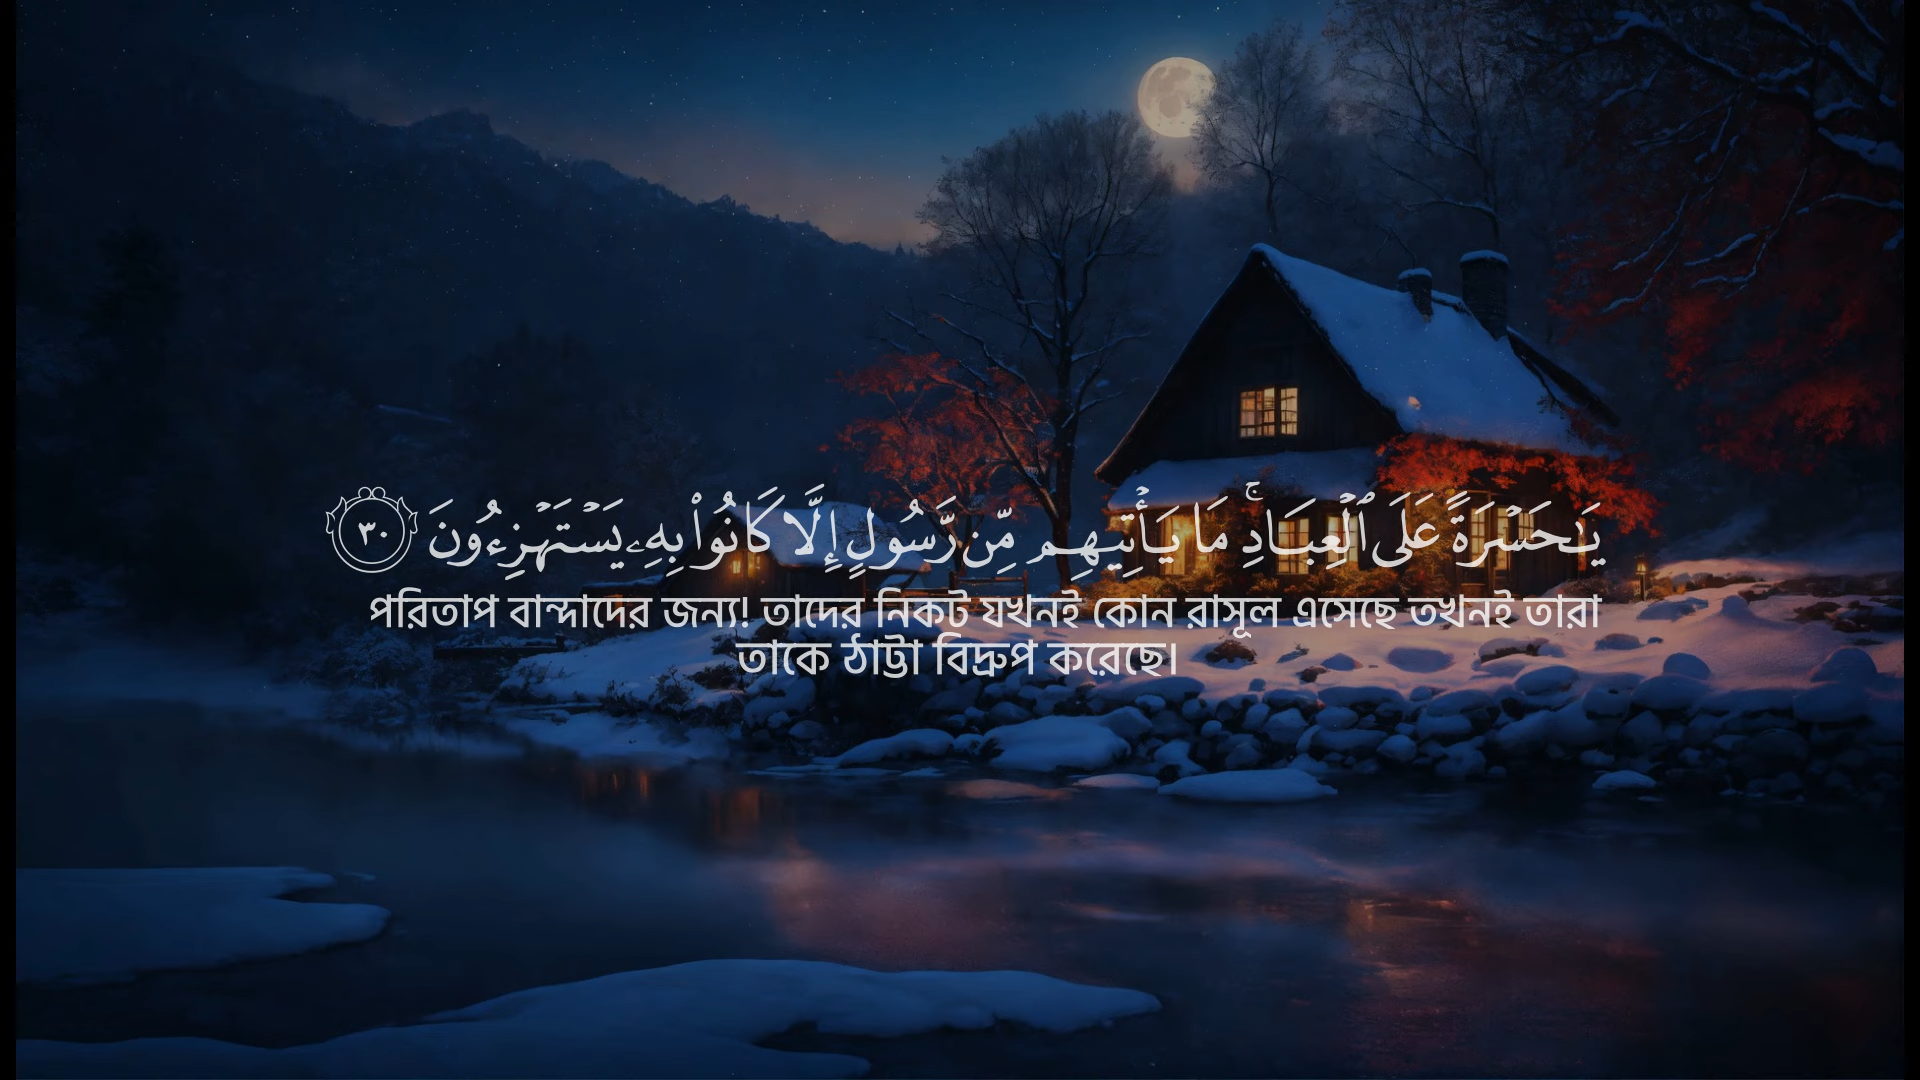 يَـٰحَسْرَةً عَلَى ٱلْعِبَادِ ۚ مَا يَأْتِيهِم مِّن رَّسُولٍ إِلَّا كَانُوا۟ بِهِۦ يَسْتَهْزِءُونَ ٣٠
পরিতাপ বান্দাদের জন্য! তাদের নিকট যখনই কোন রাসূল এসেছে তখনই তারা
তাকে ঠাট্টা বিদ্রুপ করেছে।